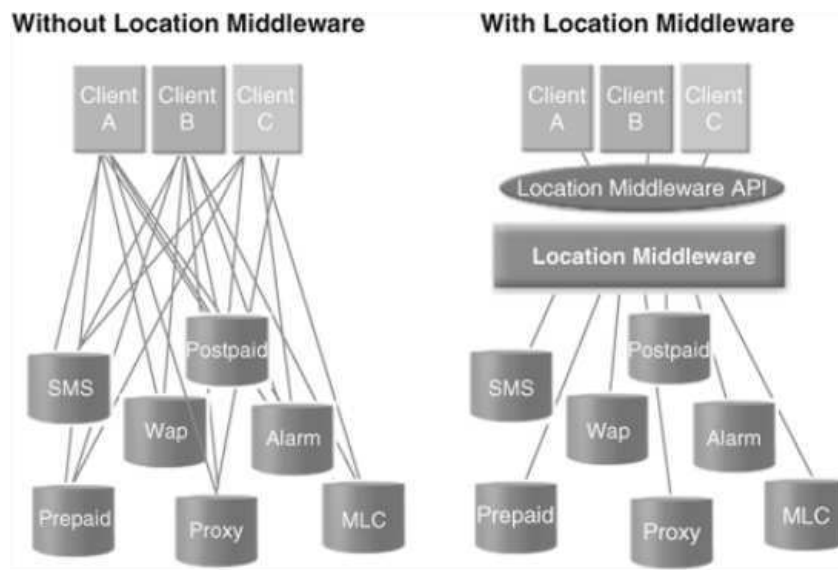 Without Location Middleware
With Location Middleware
Client
A
Client
B
Client
C
Client
A
Client
B
Client
C
Location Middleware API
Location Middleware
Postpaid
SMS
Wap
Alarm
Prepaid
Proxy
MLC
Postpaid
SMS
Wap
Alarm
Prepaid
Proxy
MLC